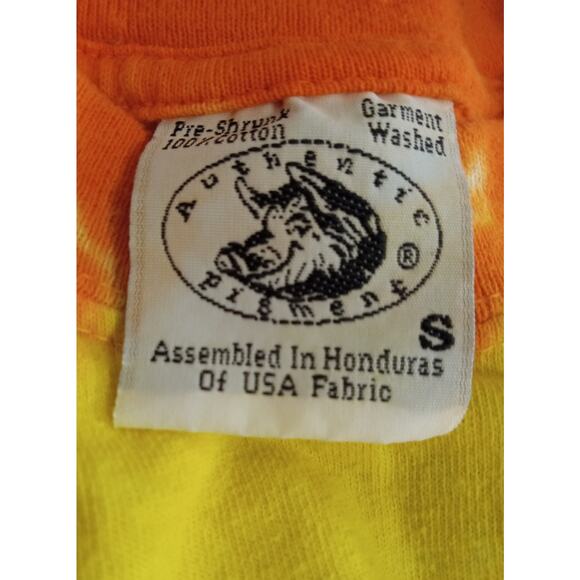 Pre-Shrunk
100% Cotton
Garment
Washed
Authentic
pigment®
S
Assembled In Honduras
Of USA Fabric